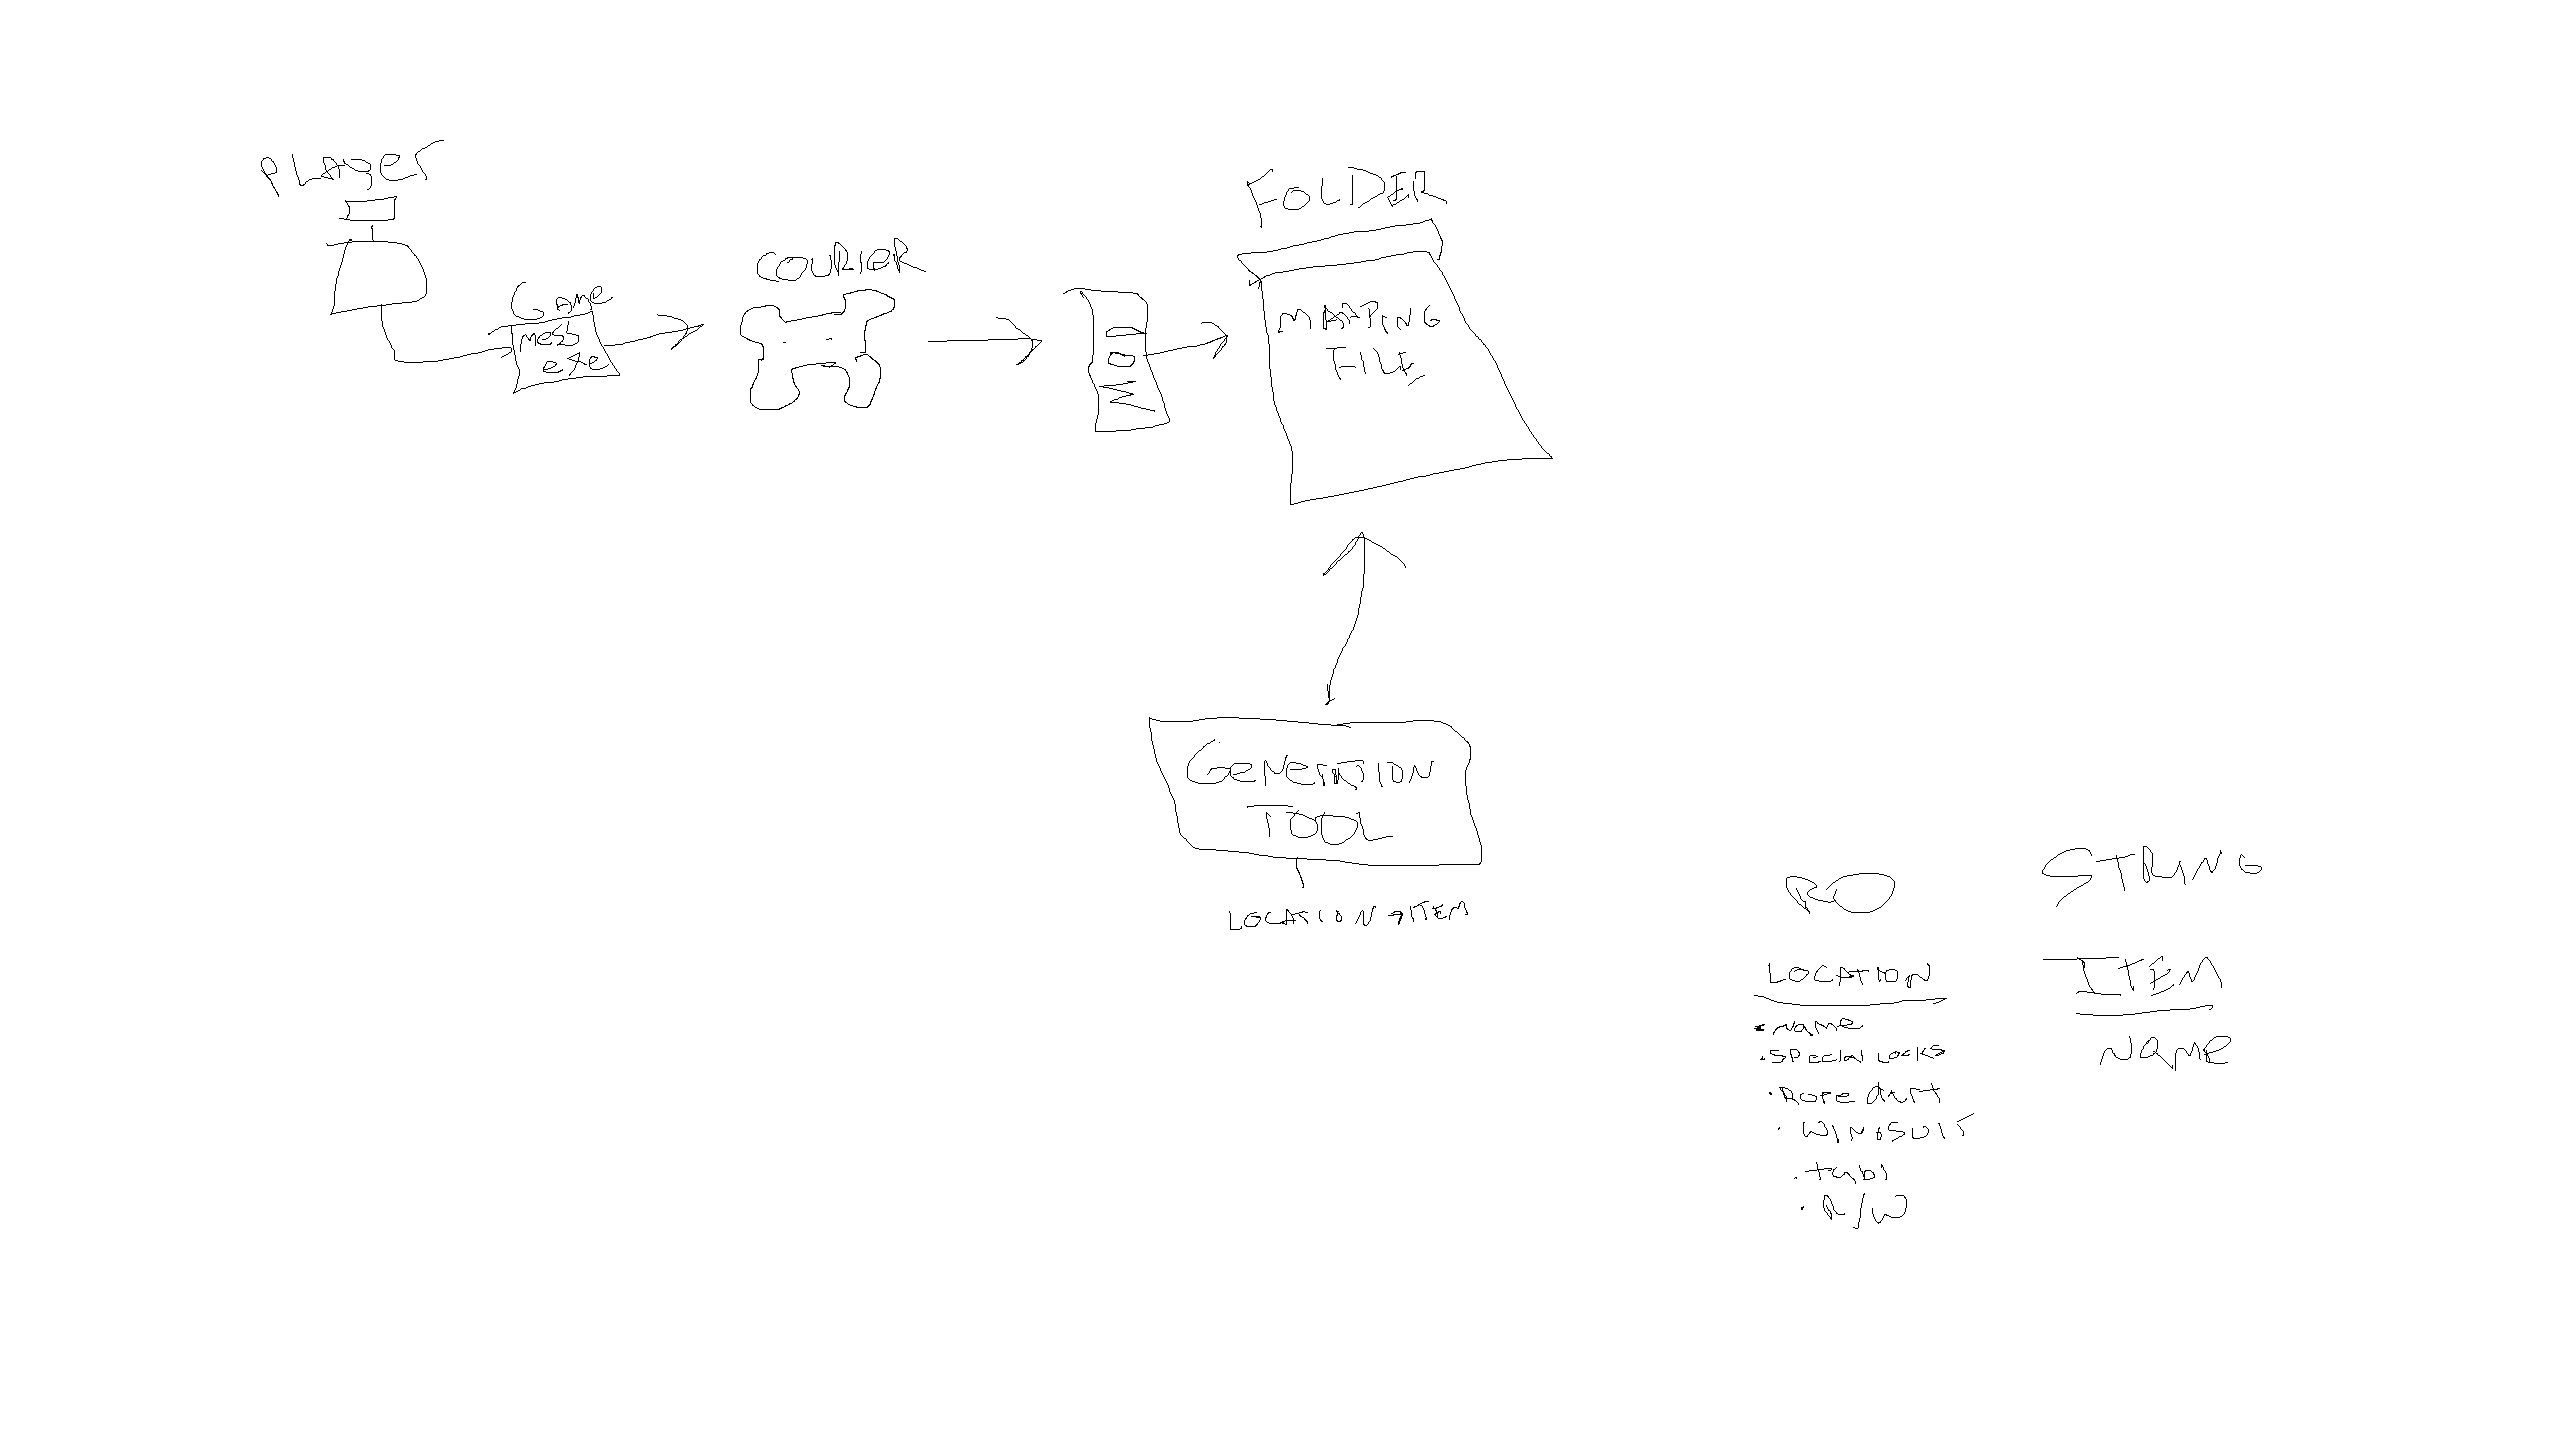 PLAyer
Game
mess
exe
COURIER
MOD
FOLDER
MAPPING
FILE
GeNeRATION
TOOL
LOCATION → ITEM
RO
STRING
LOCATION
• Name
• SPecial Locks
• Rope dart
• WINGSUIT
• tabi
• R/W
ITEM
Name